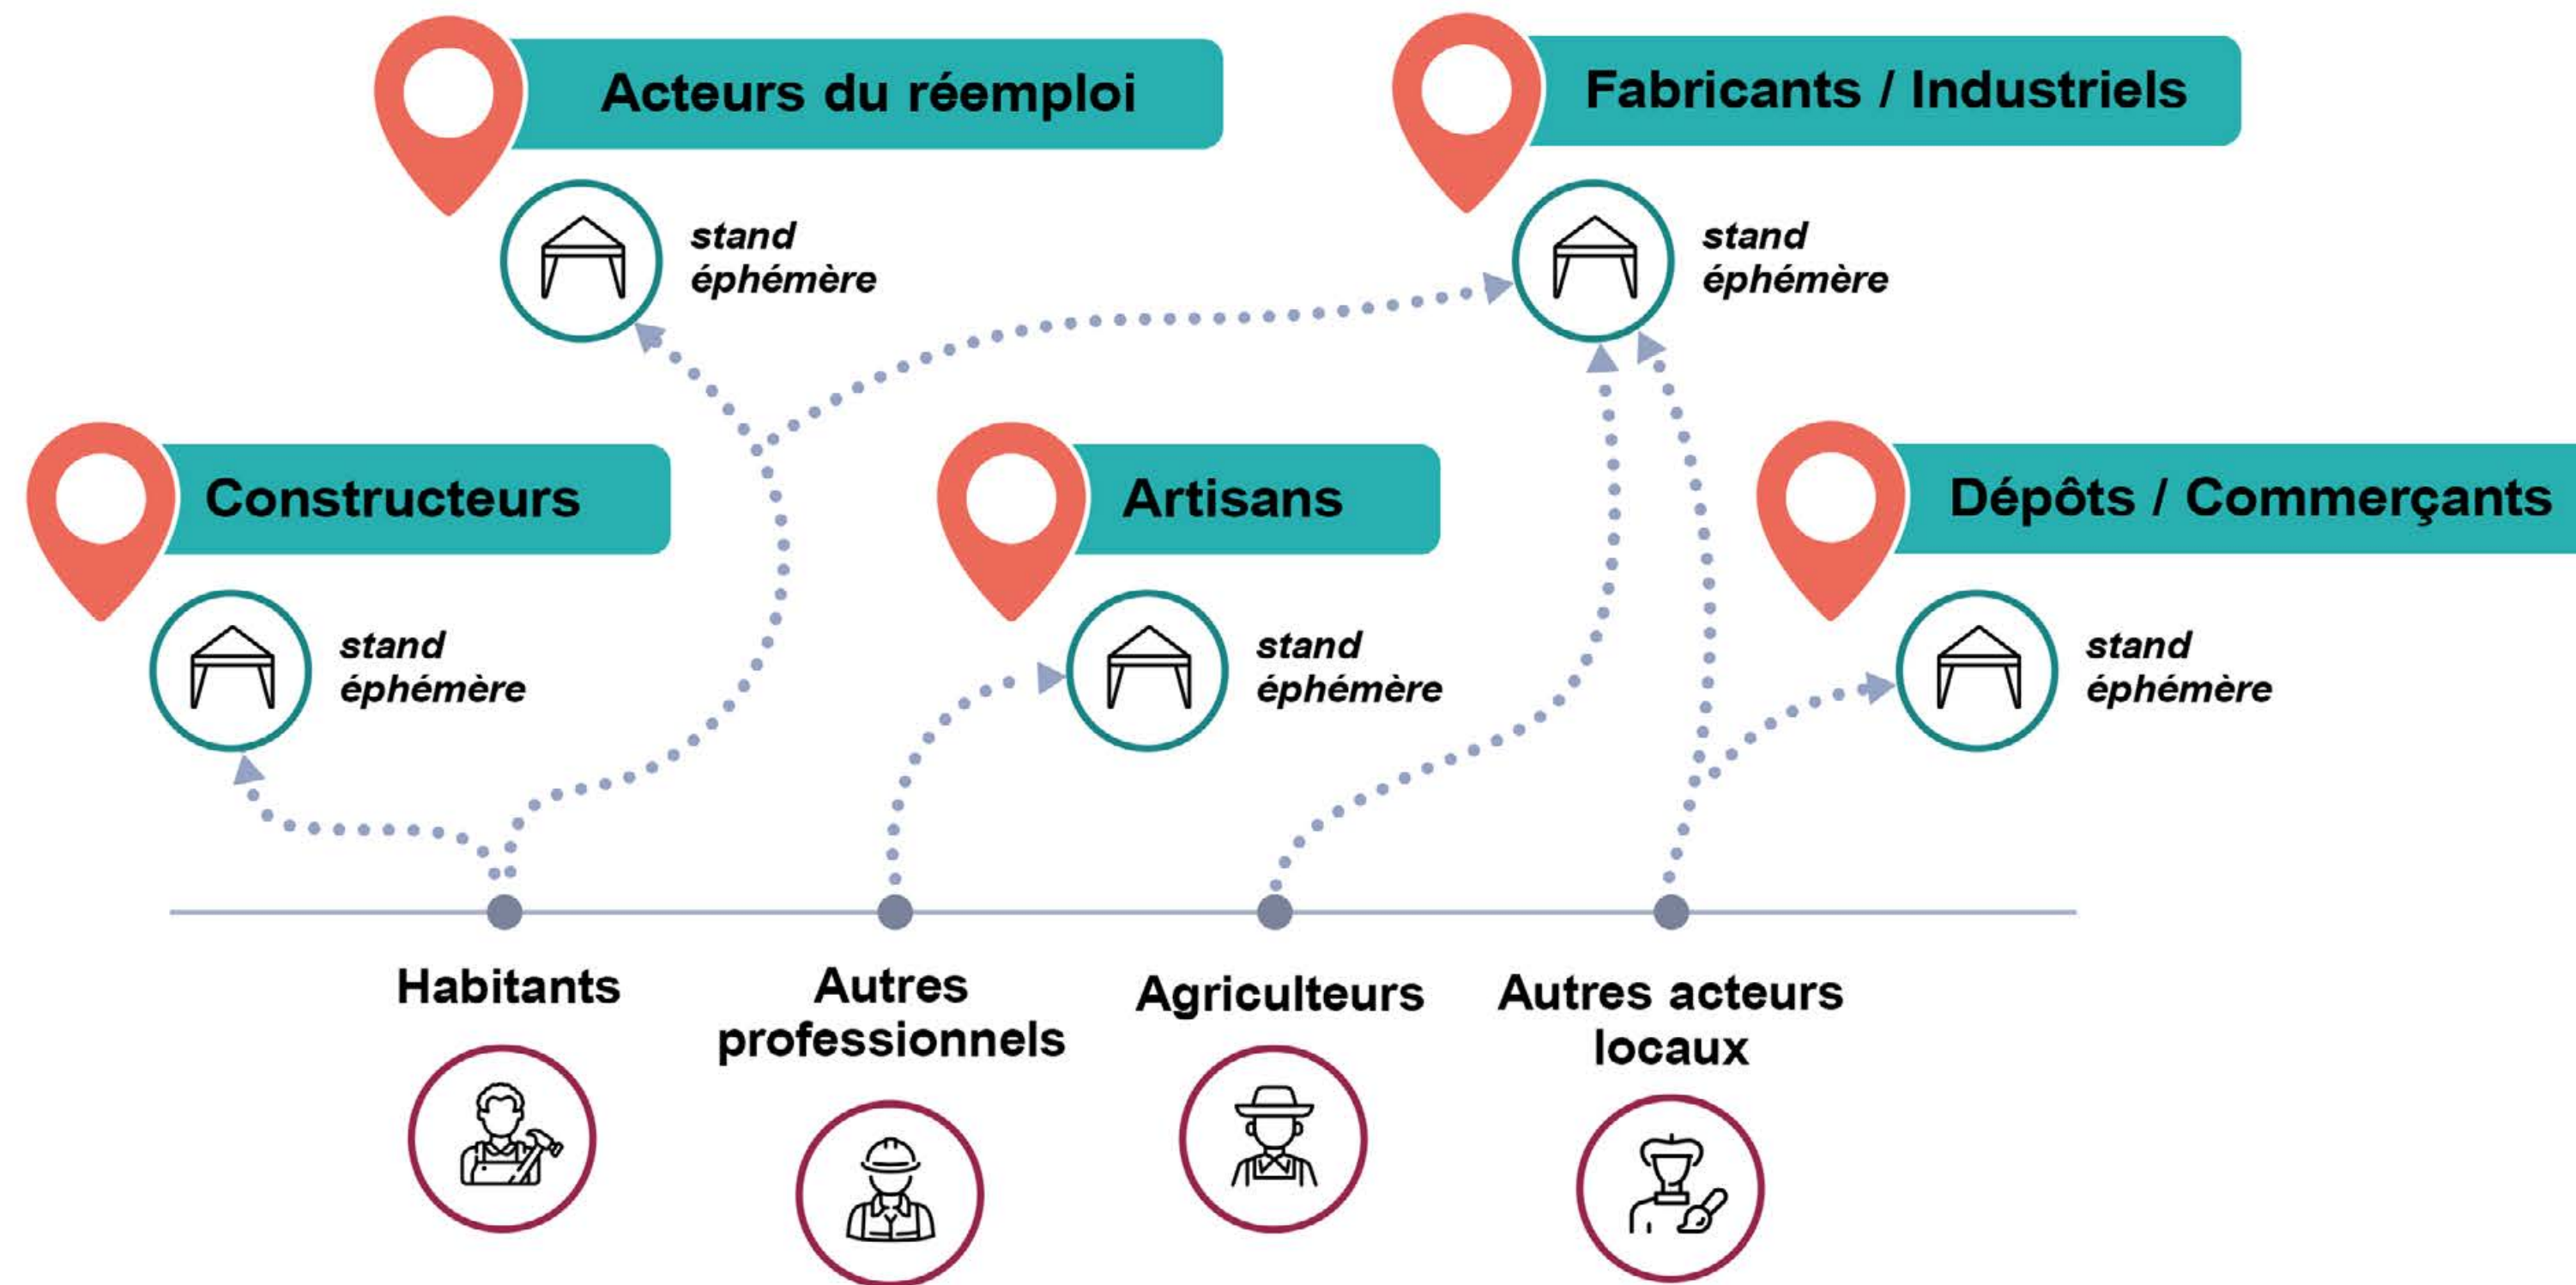 Acteurs du réemploi
Fabricants / Industriels
stand
éphémère
stand
éphémère
Constructeurs
Artisans
Dépôts / Commerçants
stand
éphémère
stand
éphémère
stand
éphémère
Habitants
Autres
professionnels
Agriculteurs
Autres acteurs
locaux